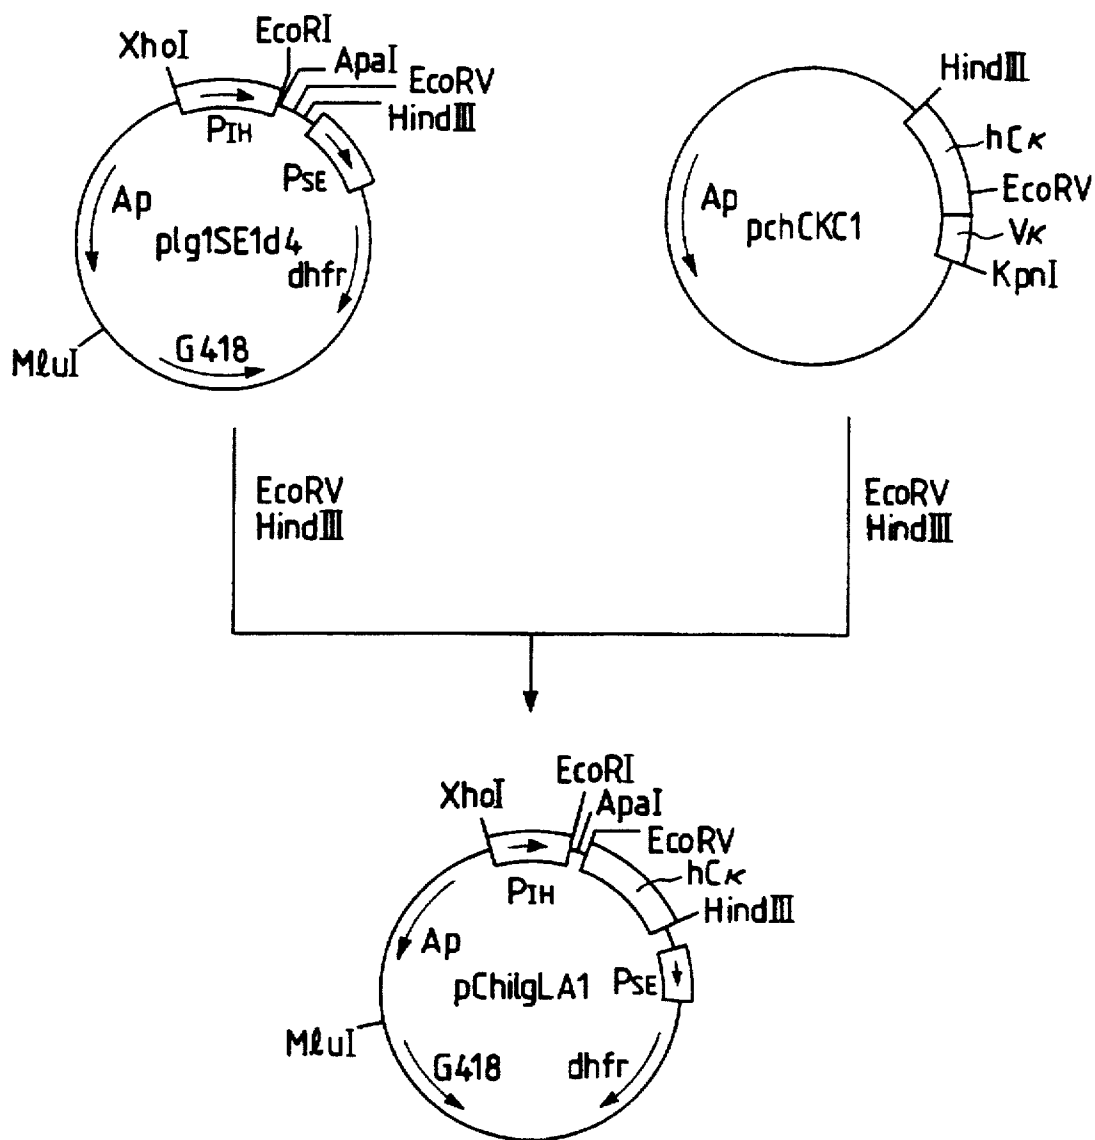 EcoRI
XhoI
ApaI
EcoRV
HindIII
PIH
PSE
Ap
pIg1SE1d4
dhfr
G418
MluI
HindIII
hCκ
EcoRV
Vκ
KpnI
Ap
pchCKC1
EcoRV
HindIII
EcoRV
HindIII
EcoRI
XhoI
ApaI
EcoRV
hCκ
HindIII
PIH
Ap
pChiIgLA1
PSE
MluI
G418
dhfr